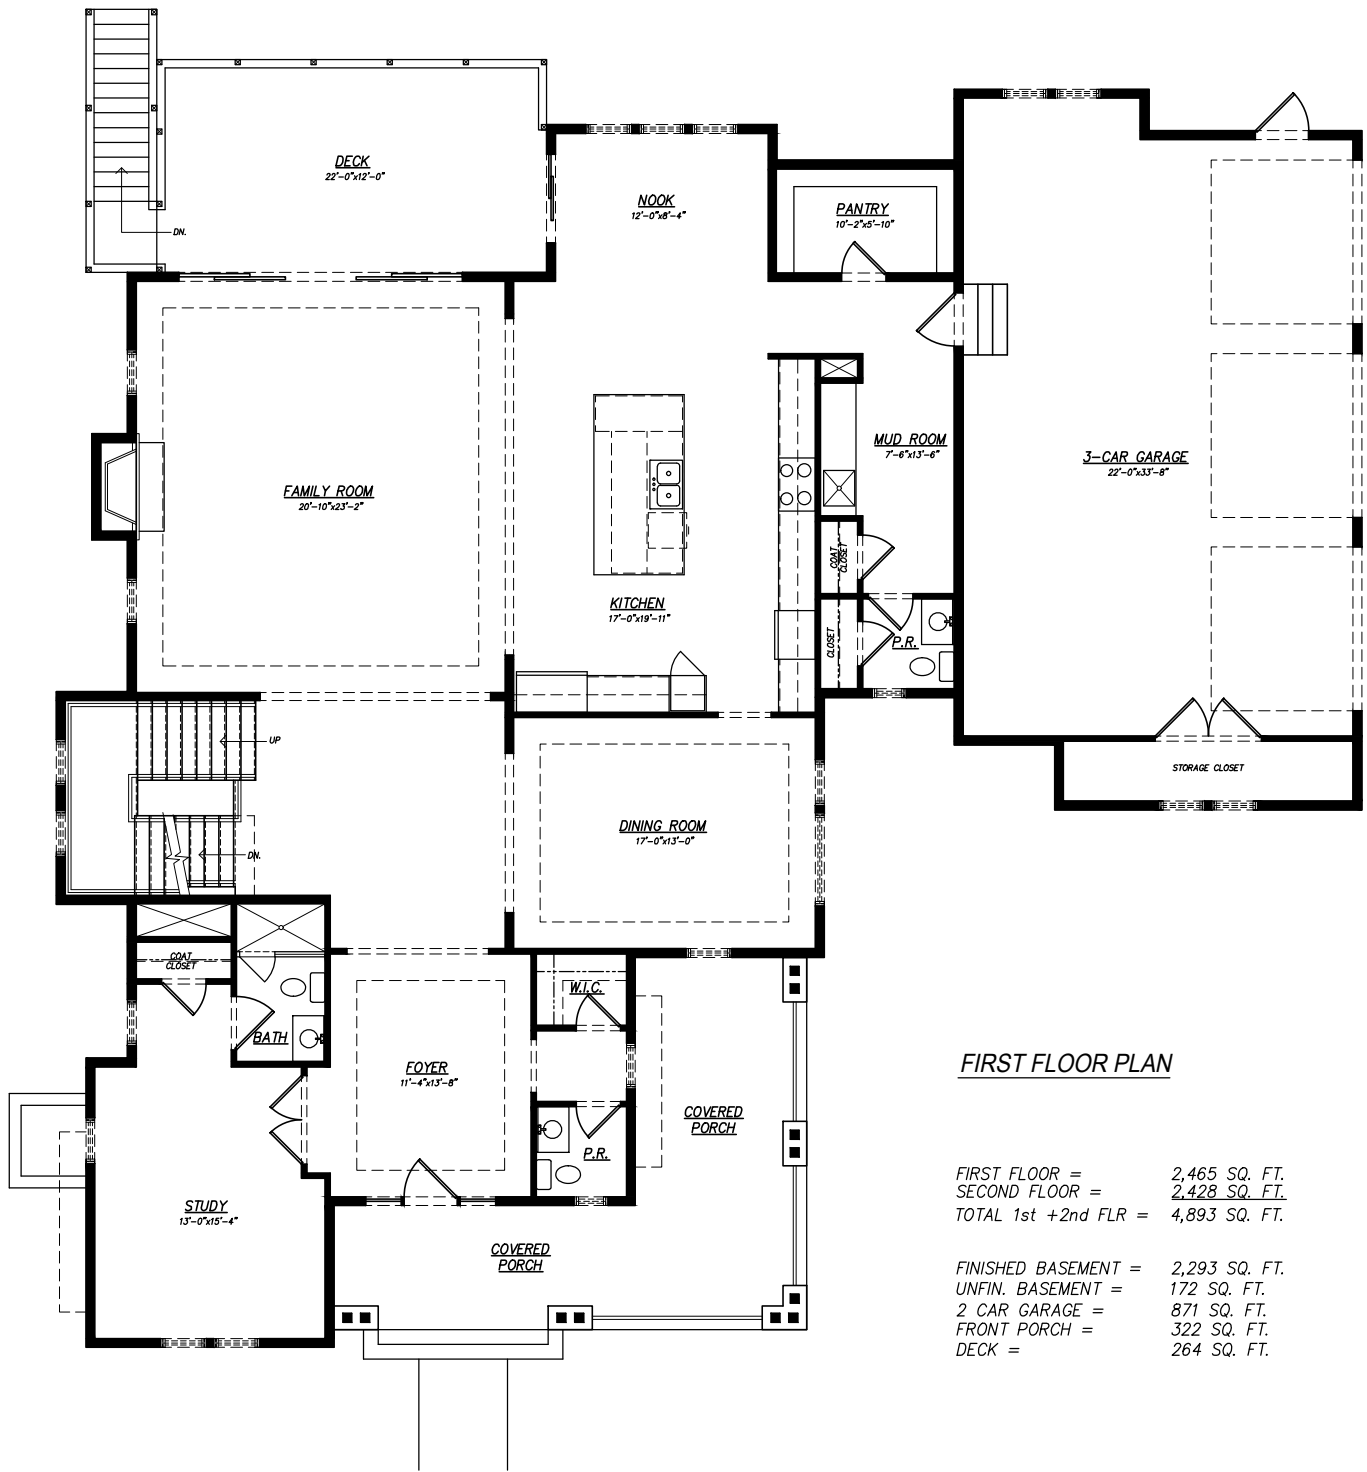 DECK
22'-0"x12'-0"
DN.
NOOK
12'-0"x8'-4"
PANTRY
10'-2"x5'-10"
FAMILY ROOM
20'-10"x23'-2"
MUD ROOM
7'-6"x13'-6"
3-CAR GARAGE
22'-0"x33'-8"
COAT
CLOSET
KITCHEN
17'-0"x19'-11"
CLOSET
P.R.
UP
STORAGE CLOSET
DINING ROOM
17'-0"x13'-0"
DN.
COAT
CLOSET
W.I.C.
BATH
FOYER
11'-4"x13'-8"
COVERED
PORCH
P.R.
STUDY
13'-0"x15'-4"
COVERED
PORCH
FIRST FLOOR PLAN
FIRST FLOOR = 2,465 SQ. FT.
SECOND FLOOR = 2,428 SQ. FT.
TOTAL 1st +2nd FLR = 4,893 SQ. FT.
FINISHED BASEMENT = 2,293 SQ. FT.
UNFIN. BASEMENT = 172 SQ. FT.
2 CAR GARAGE = 871 SQ. FT.
FRONT PORCH = 322 SQ. FT.
DECK = 264 SQ. FT.